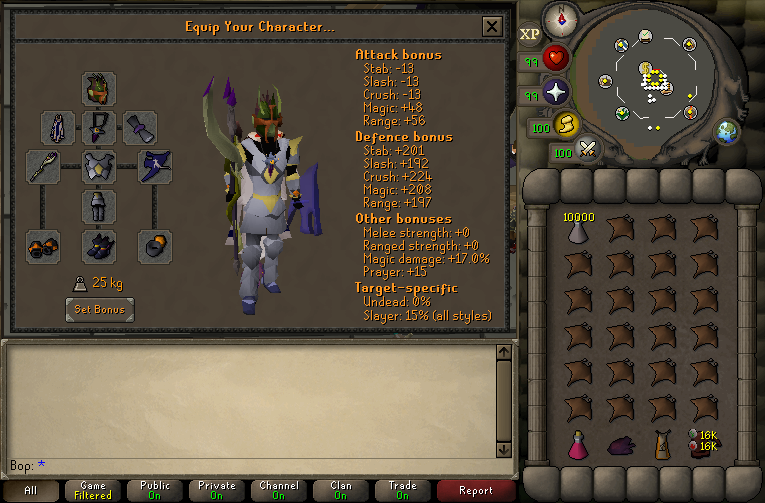 Equip Your Character...
Attack bonus
Stab: -13
Slash: -13
Crush: -13
Magic: +48
Range: +56
Defence bonus
Stab: +201
Slash: +192
Crush: +224
Magic: +208
Range: +197
Other bonuses
Melee strength: +0
Ranged strength: +0
Magic damage: +17.0%
Prayer: +15
Target-specific
Undead: 0%
Slayer: 15% (all styles)
25 kg
Set Bonus
XP
99
99
100
100
10000
16K
16K
Bop: *
All
Game
Filtered
Public
On
Private
On
Channel
On
Clan
On
Trade
On
Report